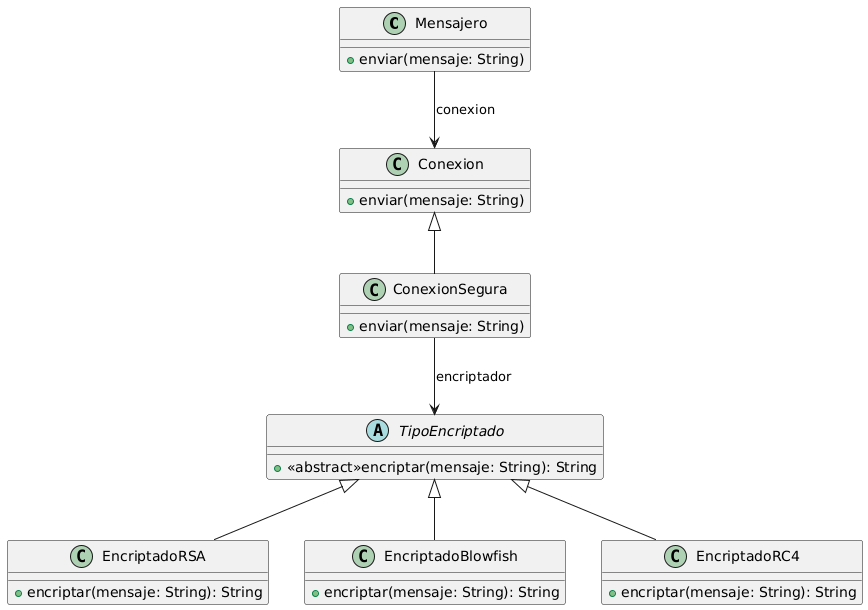 C Mensajero
enviar(mensaje: String)
conexion
C Conexion
enviar(mensaje: String)
C ConexionSegura
enviar(mensaje: String)
encriptador
A TipoEncriptado
«abstract»encriptar(mensaje: String): String
C EncriptadoRSA
encriptar(mensaje: String): String
C EncriptadoBlowfish
encriptar(mensaje: String): String
C EncriptadoRC4
encriptar(mensaje: String): String